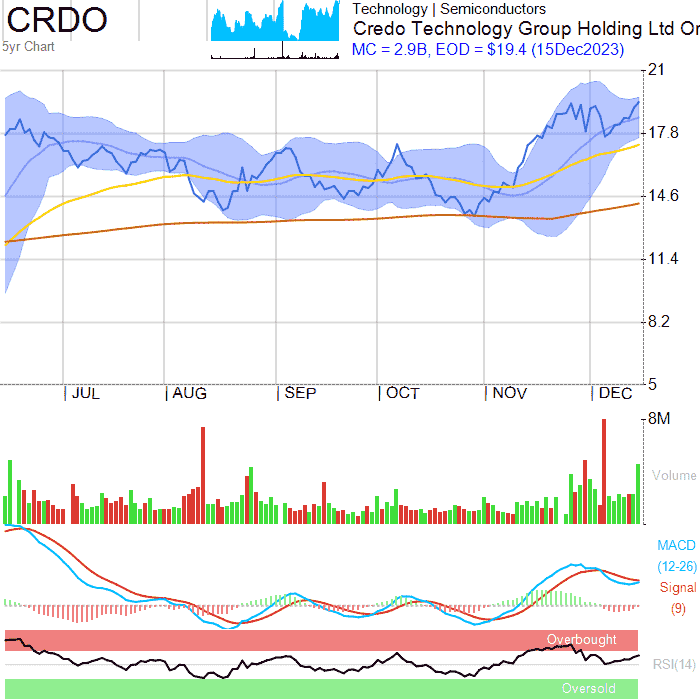 CRDO
5yr Chart
Technology | Semiconductors
Credo Technology Group Holding Ltd Or
MC = 2.9B, EOD = $19.4 (15Dec2023)
21
17.8
14.6
11.4
8.2
5
JUL AUG SEP OCT NOV DEC
8M
Volume
MACD
(12-26)
Signal
(9)
Overbought
RSI(14)
Oversold